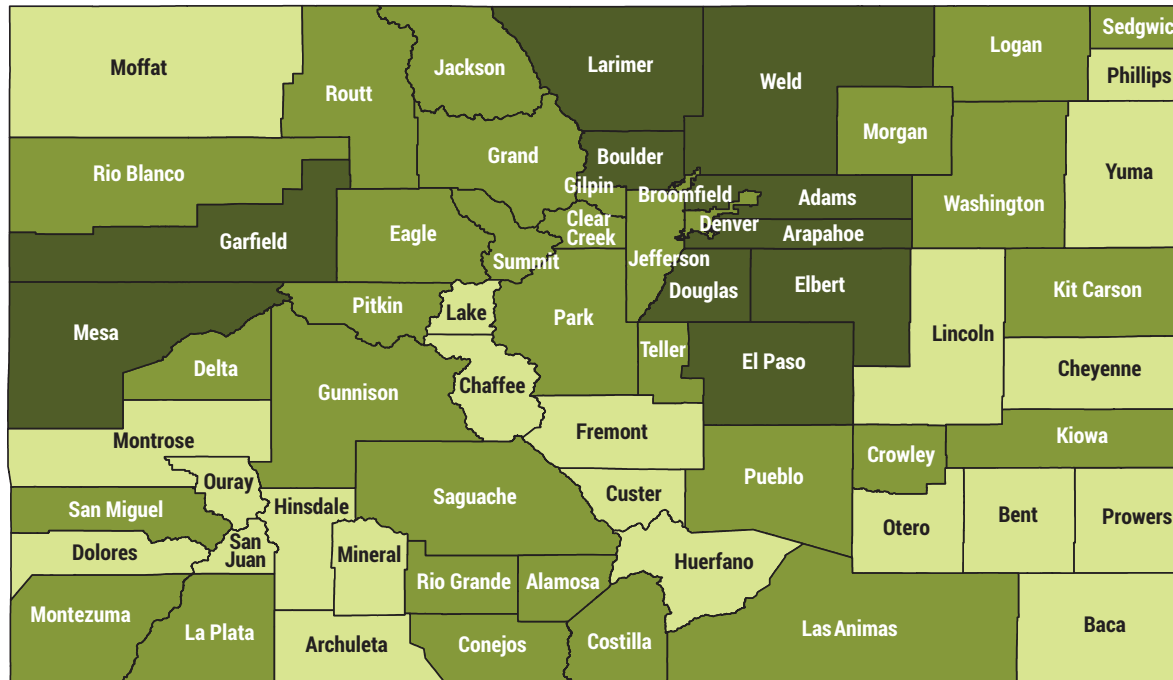 Moffat
Routt
Jackson
Larimer
Weld
Logan
Sedgwic
Phillips
Morgan
Yuma
Rio Blanco
Grand
Boulder
Gilpin
Broomfield
Adams
Washington
Garfield
Eagle
Clear
Creek
Denver
Arapahoe
Summit
Jefferson
Douglas
Elbert
Kit Carson
Mesa
Pitkin
Lake
Park
Lincoln
Teller
El Paso
Cheyenne
Delta
Gunnison
Chaffee
Fremont
Montrose
Kiowa
Crowley
Ouray
San Miguel
Hinsdale
Saguache
Custer
Pueblo
Otero
Bent
Prowers
Dolores
San
Juan
Mineral
Huerfano
Rio Grande
Alamosa
Montezuma
La Plata
Archuleta
Conejos
Costilla
Las Animas
Baca